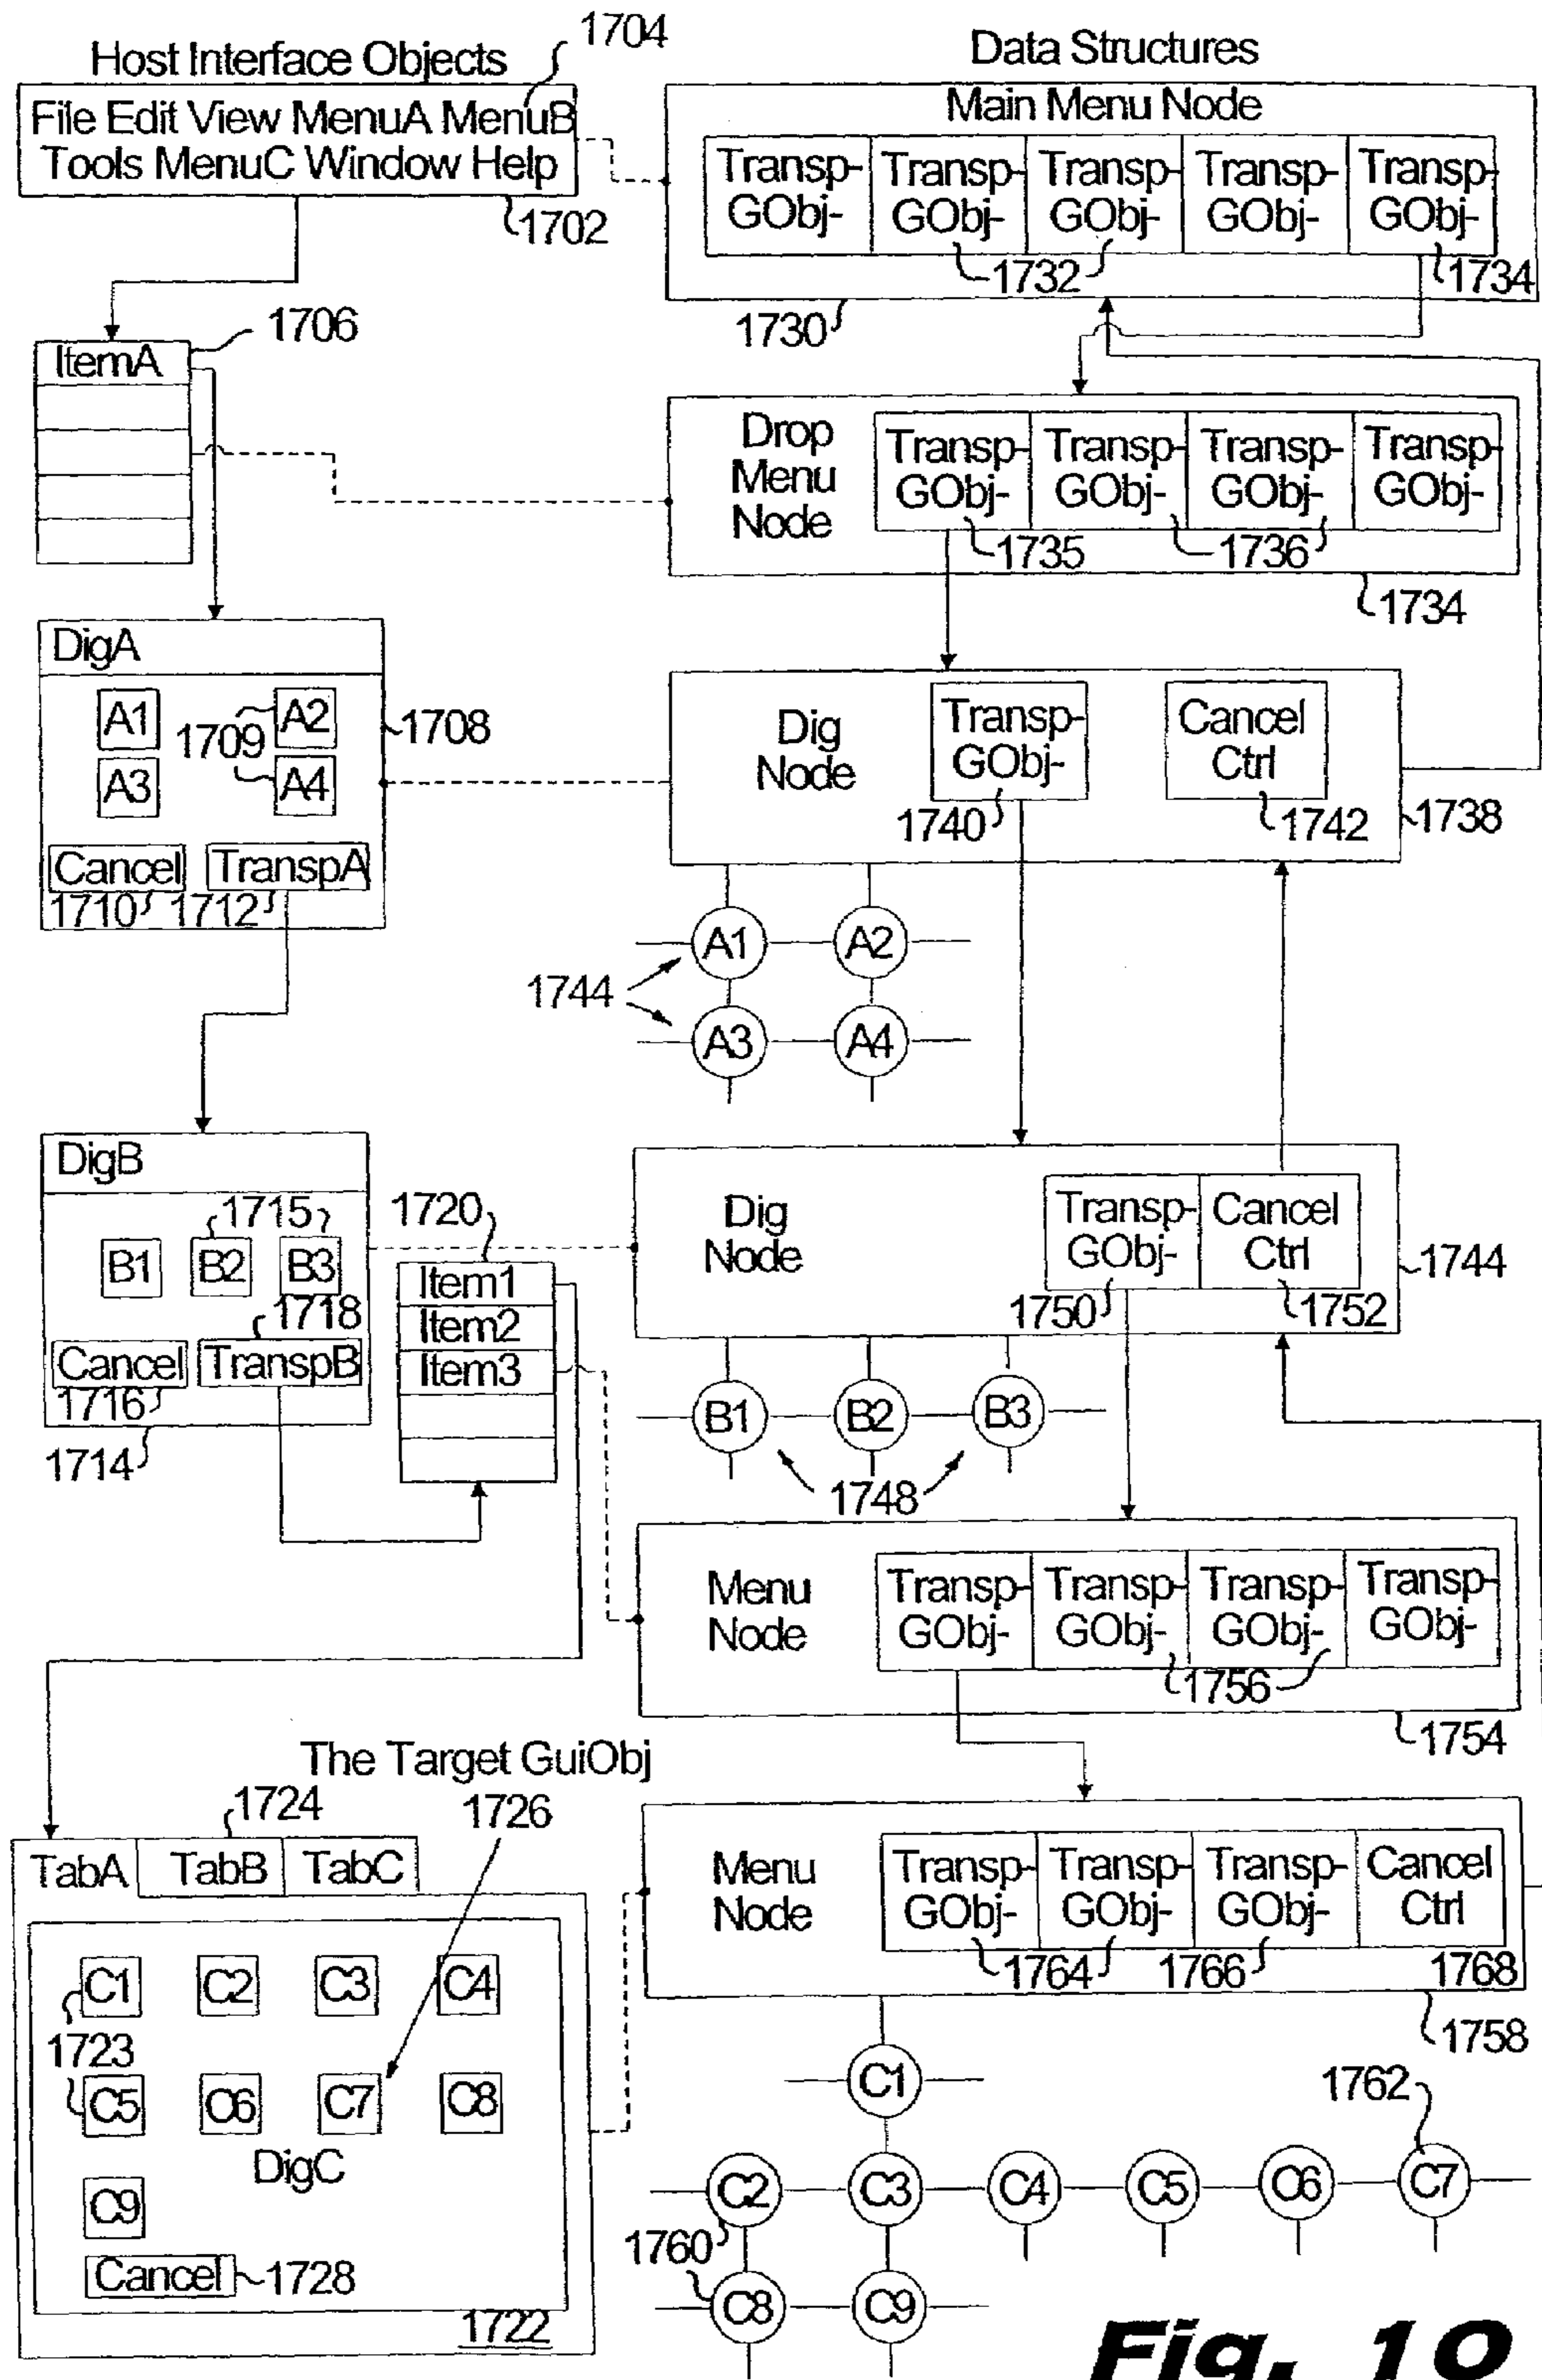 Host Interface Objects
1704
Data Structures
File Edit View MenuA MenuB
Tools MenuC Window Help
1702
Main Menu Node
Transp-
GObj-
Transp-
GObj-
Transp-
GObj-
Transp-
GObj-
Transp-
GObj-
1732
1734
1730
1706
ItemA
Drop
Menu
Node
Transp-
GObj-
Transp-
GObj-
Transp-
GObj-
Transp-
GObj-
1735
1736
1734
DigA
A1
A2
1709
A3
A4
1708
Cancel
TranspA
1710
1712
Dig
Node
Transp-
GObj-
Cancel
Ctrl
1740
1742
1738
A1
A2
1744
A3
A4
DigB
1715
B1
B2
B3
1718
Cancel
TranspB
1716
1714
1720
Item1
Item2
Item3
Dig
Node
Transp-
GObj-
Cancel
Ctrl
1750
1752
1744
B1
B2
B3
1748
Menu
Node
Transp-
GObj-
Transp-
GObj-
Transp-
GObj-
Transp-
GObj-
1756
1754
The Target GuiObj
1724
1726
TabA
TabB
TabC
C1
C2
C3
C4
1723
C5
C6
C7
C8
DigC
C9
Cancel
1728
1722
Menu
Node
Transp-
GObj-
Transp-
GObj-
Transp-
GObj-
Cancel
Ctrl
1764
1766
1768
1758
C1
1762
C2
C3
C4
C5
C6
C7
1760
C8
C9
Fig. 10